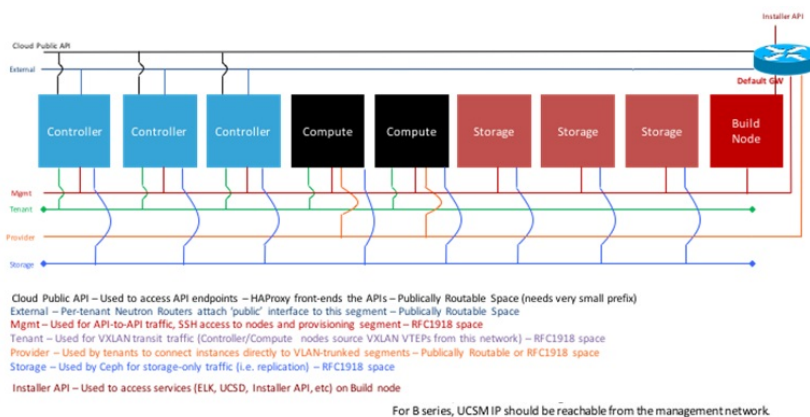 Installer API
Cloud Public API
External
Default GW
Controller Controller Controller Compute Compute Storage Storage Storage Build Node
Mgmt
Tenant
Provider
Storage
Cloud Public API – Used to access API endpoints – HAProxy front-ends the APIs – Publically Routable Space (needs very small prefix)
External – Per-tenant Neutron Routers attach 'public' interface to this segment – Publically Routable Space
Mgmt – Used for API-to-API traffic, SSH access to nodes and provisioning segment – RFC1918 space
Tenant – Used for VXLAN transit traffic (Controller/Compute nodes source VXLAN VTEPs from this network) – RFC1918 space
Provider – Used by tenants to connect instances directly to VLAN-trunked segments – Publically Routable or RFC1918 space
Storage – Used by Ceph for storage-only traffic (i.e. replication) – RFC1918 space
Installer API – Used to access services (ELK, UCSD, Installer API, etc) on Build node
For B series, UCSM IP should be reachable from the management network.